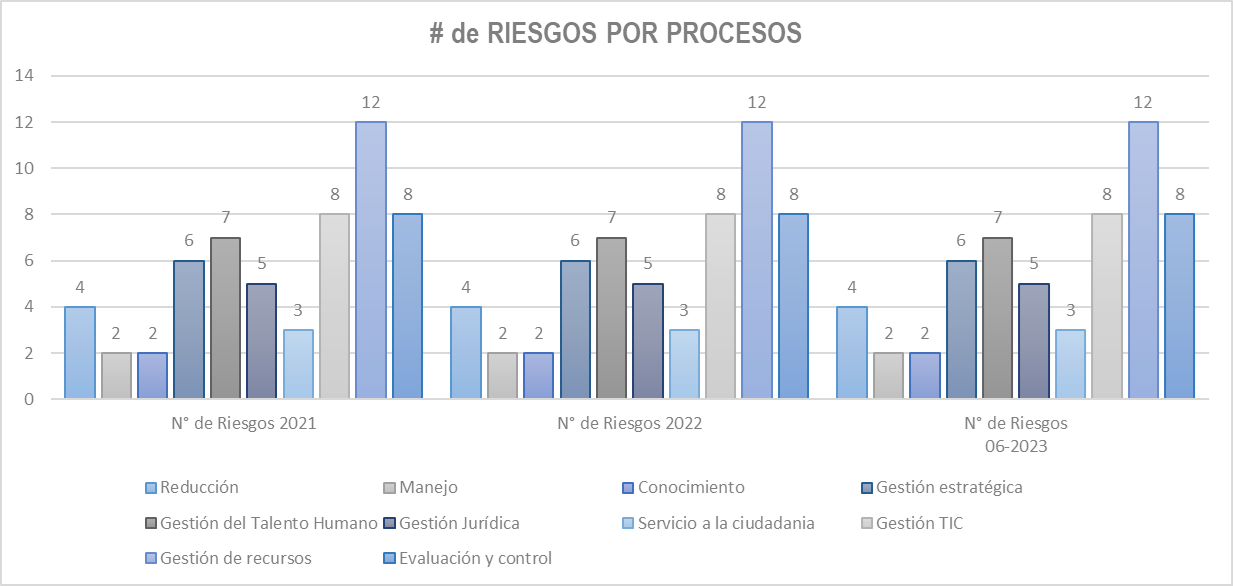 # de RIESGOS POR PROCESOS
14
12
10
8
6
4
2
0
4 2 2 6 7 5 3 8 12 8
4 2 2 6 7 5 3 8 12 8
4 2 2 6 7 5 3 8 12 8
N° de Riesgos 2021
N° de Riesgos 2022
N° de Riesgos
06-2023
Reducción Manejo Conocimiento Gestión estratégica
Gestión del Talento Humano Gestión Jurídica Servicio a la ciudadania Gestión TIC
Gestión de recursos Evaluación y control